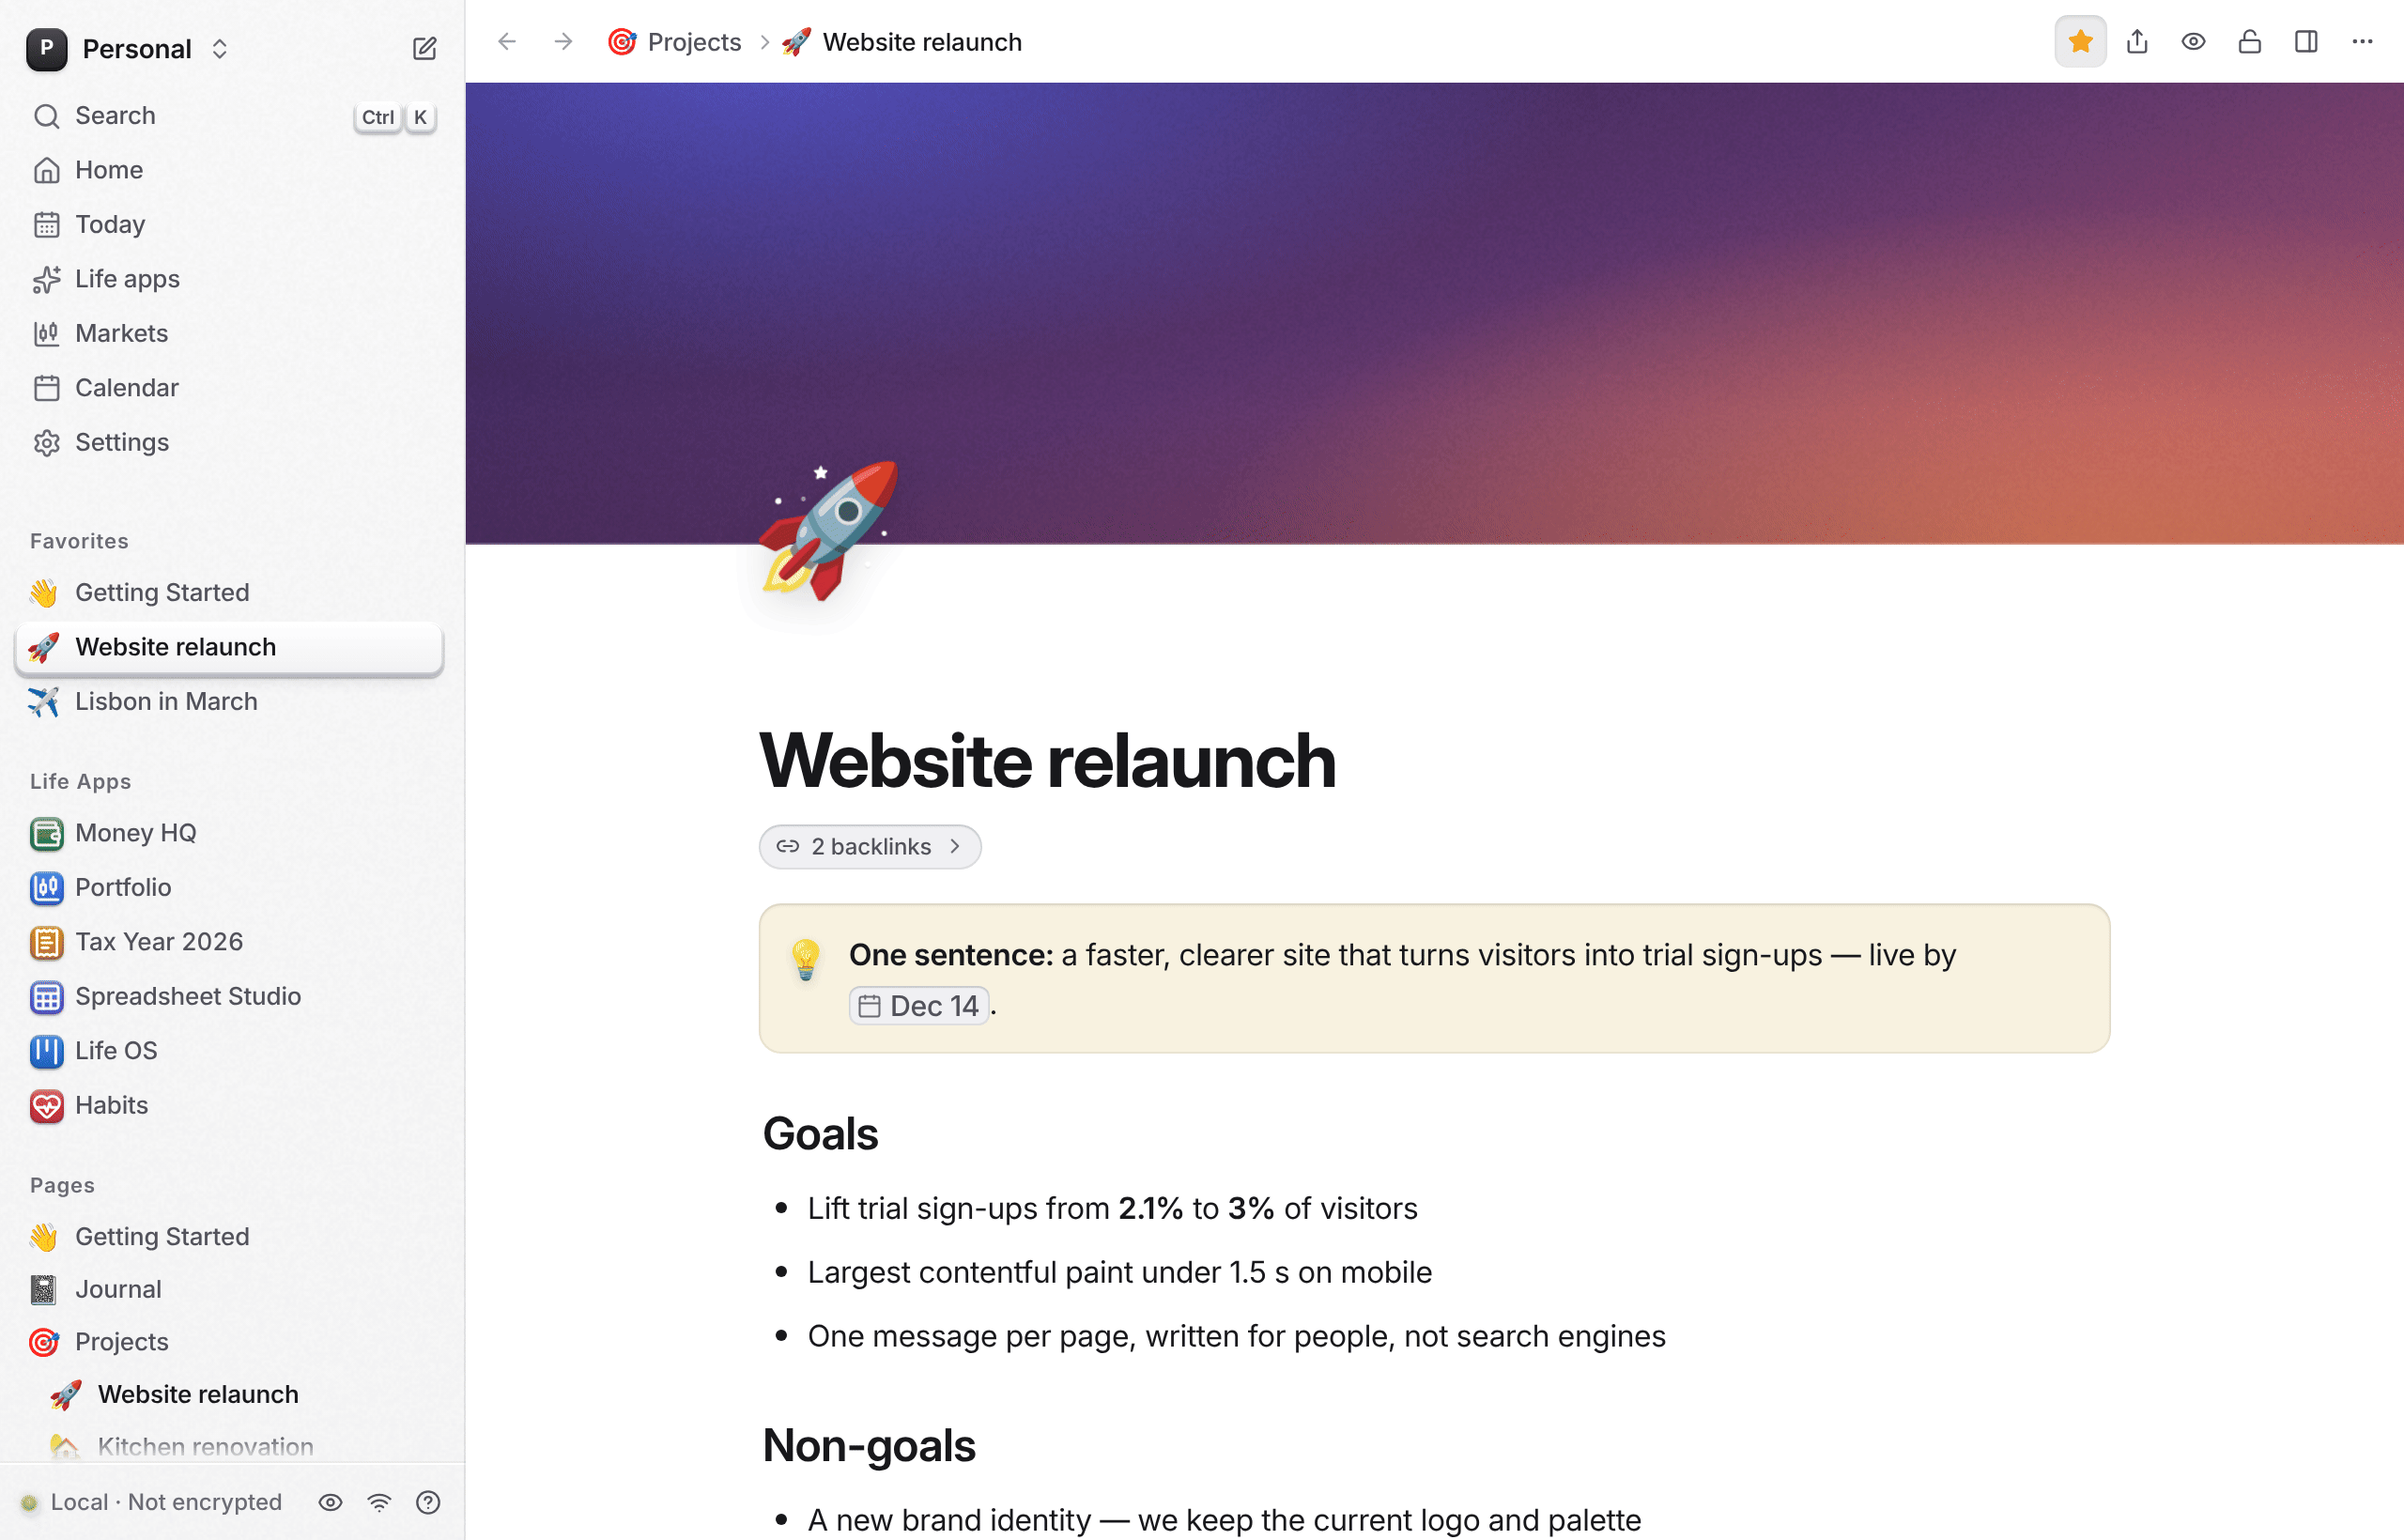 P Personal
Search Ctrl K
Home
Today
Life apps
Markets
Calendar
Settings
Favorites
Getting Started
Website relaunch
Lisbon in March
Life Apps
Money HQ
Portfolio
Tax Year 2026
Spreadsheet Studio
Life OS
Habits
Pages
Getting Started
Journal
Projects
Website relaunch
Kitchen renovation
Local · Not encrypted
Projects > Website relaunch
Website relaunch
2 backlinks
One sentence: a faster, clearer site that turns visitors into trial sign-ups — live by
Dec 14.
Goals
• Lift trial sign-ups from 2.1% to 3% of visitors
• Largest contentful paint under 1.5 s on mobile
• One message per page, written for people, not search engines
Non-goals
• A new brand identity — we keep the current logo and palette